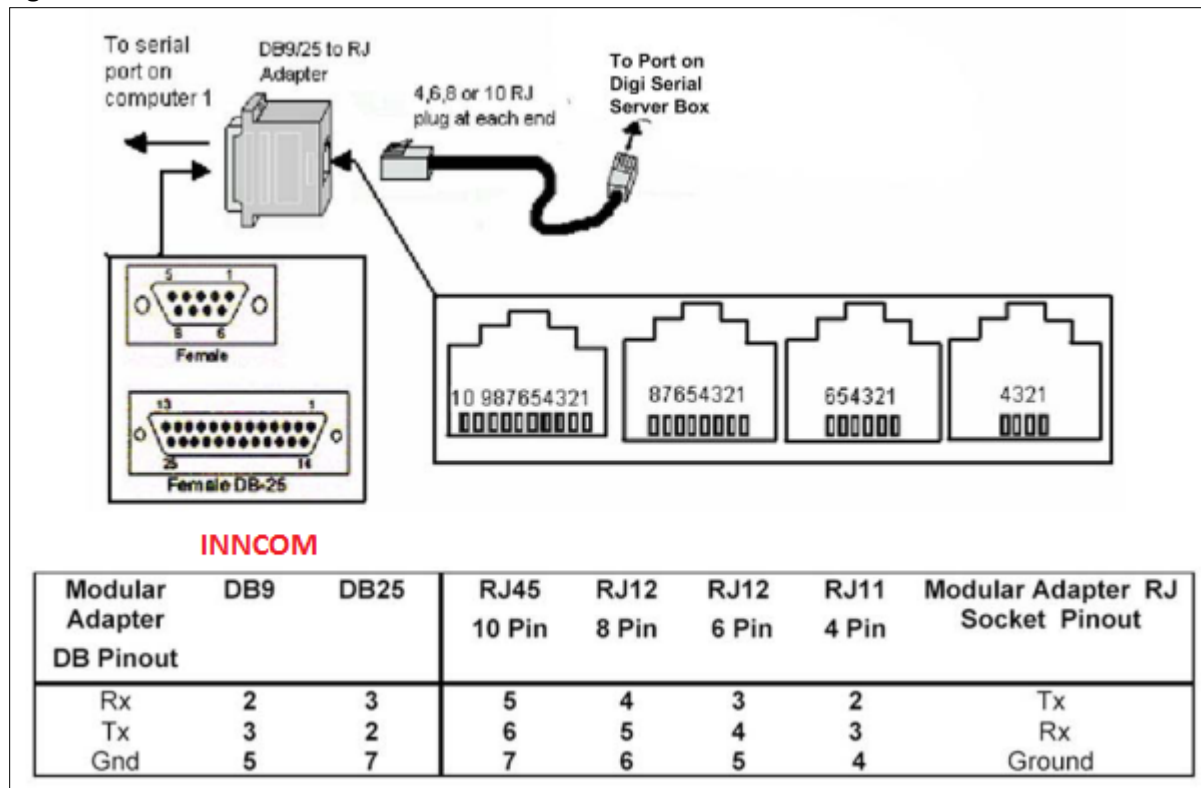 To serial
port on
computer 1
DB9/25 to RJ
Adapter
4,6,8 or 10 RJ
plug at each end
To Port on
Digi Serial
Server Box
5 1
9 6
Female
13 1
25 14
Female DB-25
10 987654321
87654321
654321
4321
INNCOM
Modular DB9 DB25 RJ45 RJ12 RJ12 RJ11 Modular Adapter RJ
Adapter 10 Pin 8 Pin 6 Pin 4 Pin Socket Pinout
DB Pinout
Rx 2 3 5 4 3 2 Tx
Tx 3 2 6 5 4 3 Rx
Gnd 5 7 7 6 5 4 Ground